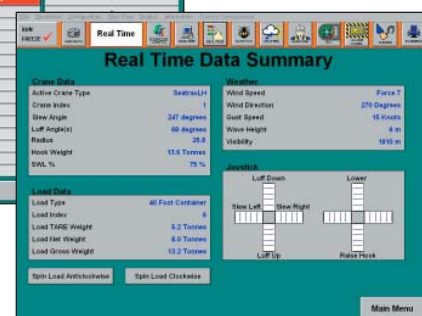 RUN
FREEZE
Real Time
Real Time Data Summary
Crane Data
Active Crane Type SeatraxLH
Crane Index 1
Slew Angle 247 degrees
Luff Angle(s) 60 degrees
Radius 25.8
Hook Weight 13.6 Tonnes
SWL % 75 %
Load Data
Load Type 40 Foot Container
Load Index 6
Load TARE Weight 5.2 Tonnes
Load Net Weight 8.0 Tonnes
Load Gross Weight 13.2 Tonnes
Spin Load Anticlockwise Spin Load Clockwise
Weather
Wind Speed Force 7
Wind Direction 270 Degrees
Gust Speed 15 Knots
Wave Height 6 m
Visibility 1810 m
Joystick
Luff Down Lower
Slew Left Slew Right
Luff Up Raise Hook
Main Menu